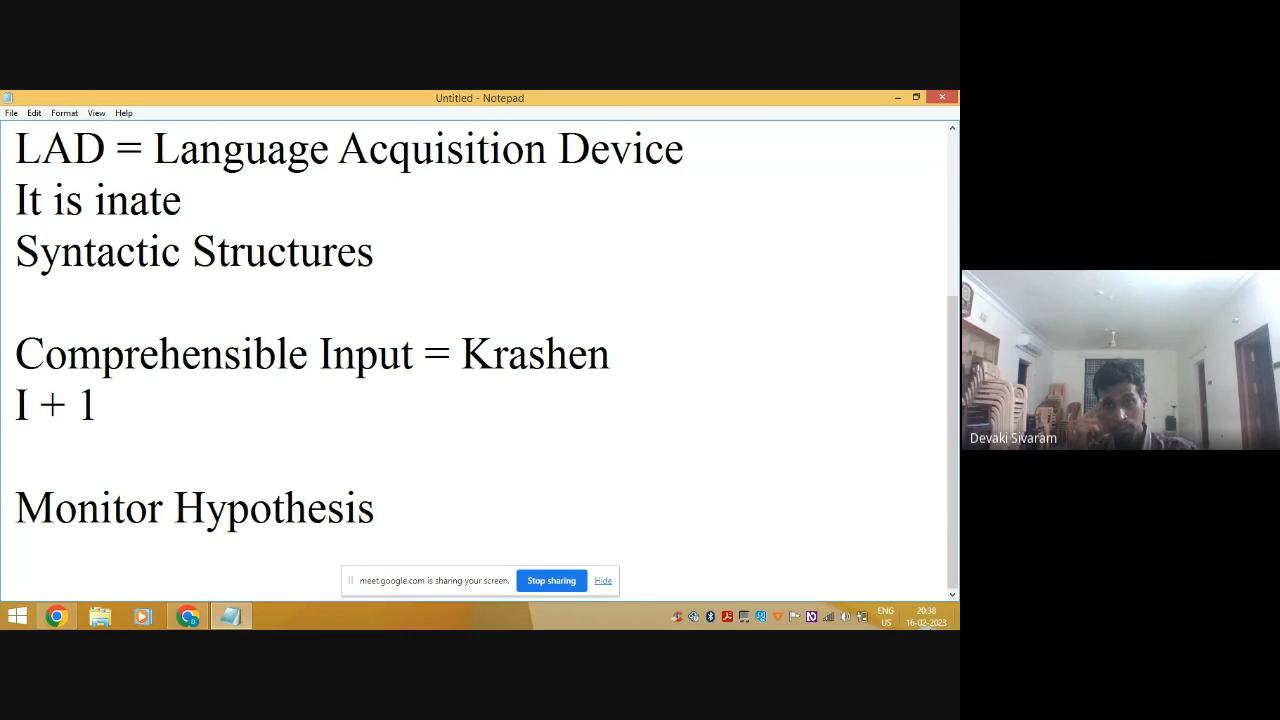 Untitled - Notepad
File Edit Format View Help
LAD = Language Acquisition Device
It is inate
Syntactic Structures
Comprehensible Input = Krashen
I + 1
Monitor Hypothesis
meet.google.com is sharing your screen. Stop sharing Hide
Devaki Sivaram
ENG 20:38
US 16-02-2023